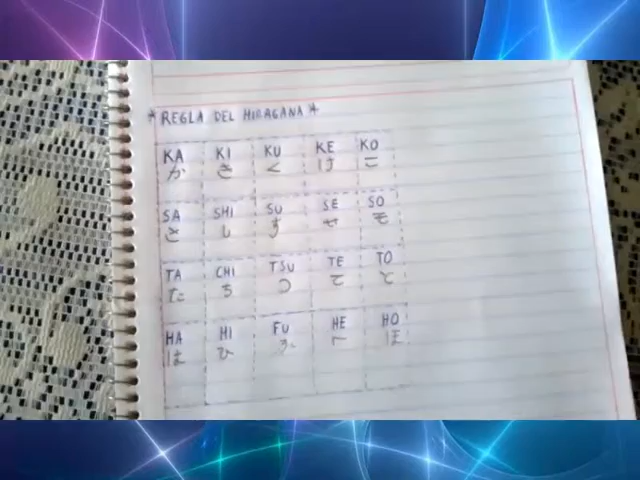 *REGLA DEL HIRAGANA*
KA KI KU KE KO
か き く け こ
SA SHI SU SE SO
さ し す せ そ
TA CHI TSU TE TO
た ち つ て と
HA HI FU HE HO
は ひ ふ へ ほ